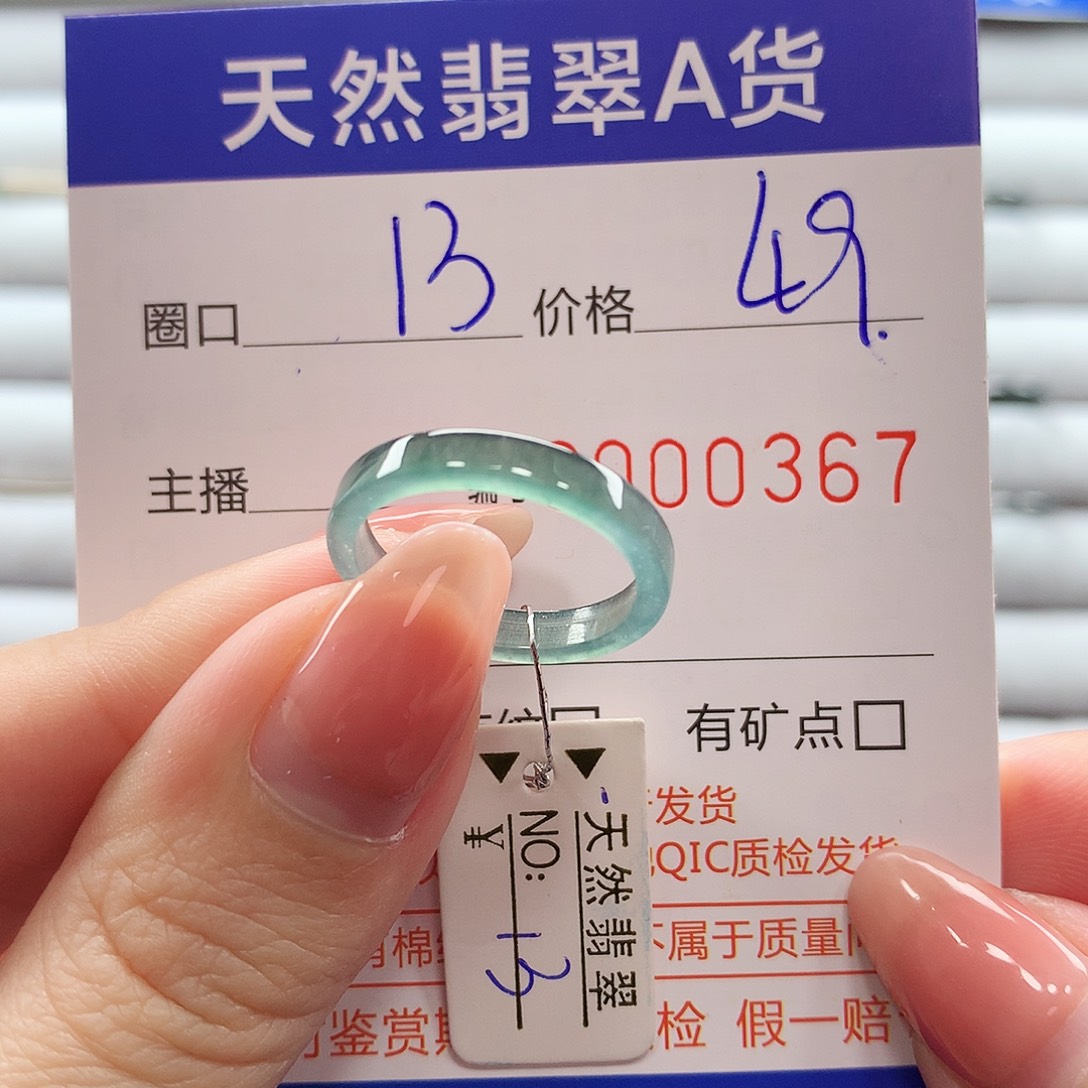 天然翡翠A货
圈口 13 价格 49.
主播 000367
有矿点□
发货
QIC质检发货
棉 不属于质量
鉴赏 检 假一赔
天然翡翠
NO: 13
¥